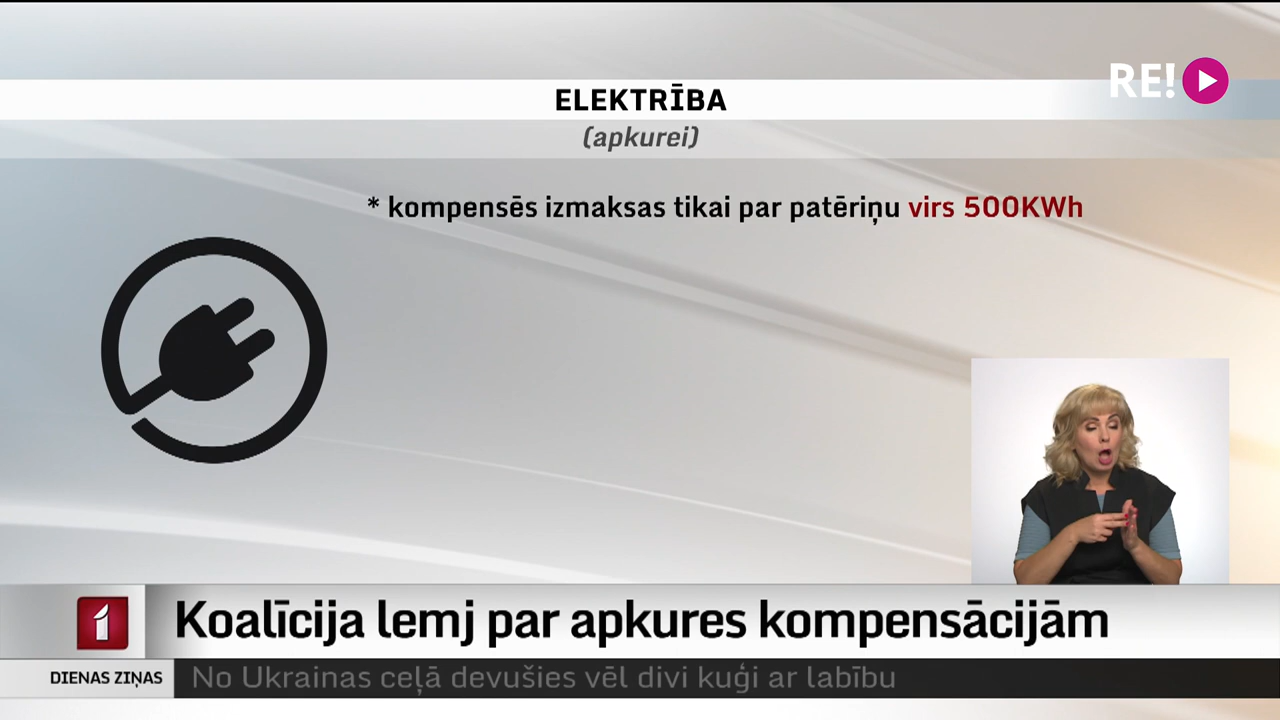 RE!
ELEKTRĪBA
(apkurei)
* kompensēs izmaksas tikai par patēriņu virs 500KWh
1 Koalīcija lemj par apkures kompensācijām
DIENAS ZIŅAS No Ukrainas ceļā devušies vēl divi kuģi ar labību